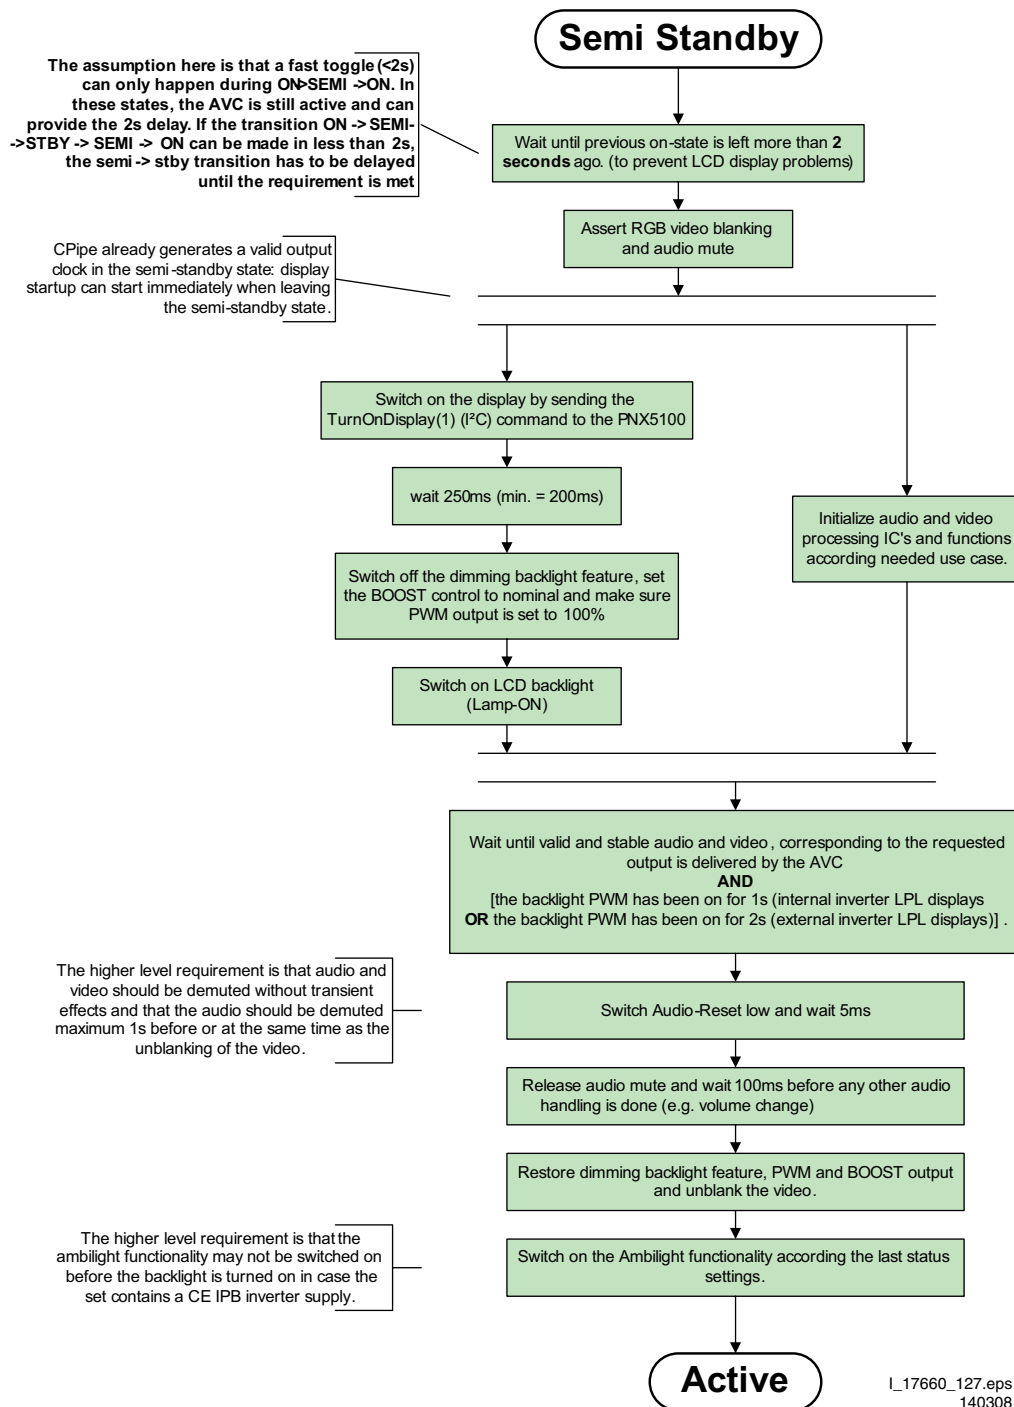 Semi Standby
The assumption here is that a fast toggle (<2s)
can only happen during ON->SEMI ->ON. In
these states, the AVC is still active and can
provide the 2s delay. If the transition ON -> SEMI-
->STBY -> SEMI -> ON can be made in less than 2s,
the semi -> stby transition has to be delayed
until the requirement is met
Wait until previous on-state is left more than 2
seconds ago. (to prevent LCD display problems)
Assert RGB video blanking
and audio mute
CPipe already generates a valid output
clock in the semi-standby state: display
startup can start immediately when leaving
the semi-standby state.
Switch on the display by sending the
TurnOnDisplay(1) (I²C) command to the PNX5100
wait 250ms (min. = 200ms)
Initialize audio and video
processing IC's and functions
according needed use case.
Switch off the dimming backlight feature, set
the BOOST control to nominal and make sure
PWM output is set to 100%
Switch on LCD backlight
(Lamp-ON)
Wait until valid and stable audio and video, corresponding to the requested
output is delivered by the AVC
AND
[the backlight PWM has been on for 1s (internal inverter LPL displays
OR the backlight PWM has been on for 2s (external inverter LPL displays)] .
The higher level requirement is that audio and
video should be demuted without transient
effects and that the audio should be demuted
maximum 1s before or at the same time as the
unblanking of the video.
Switch Audio-Reset low and wait 5ms
Release audio mute and wait 100ms before any other audio
handling is done (e.g. volume change)
Restore dimming backlight feature, PWM and BOOST output
and unblank the video.
The higher level requirement is that the
ambilight functionality may not be switched on
before the backlight is turned on in case the
set contains a CE IPB inverter supply.
Switch on the Ambilight functionality according the last status
settings.
Active
I_17660_127.eps
140308